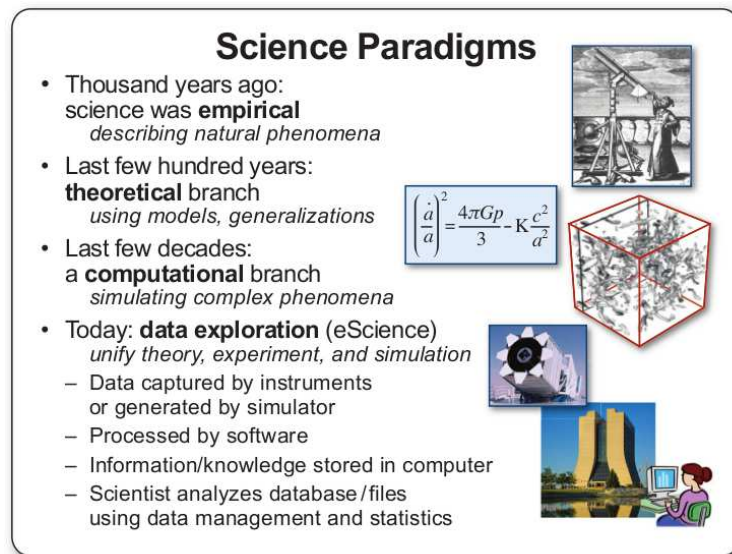 Science Paradigms
• Thousand years ago:
science was empirical
describing natural phenomena
• Last few hundred years:
theoretical branch
using models, generalizations
(ȧ/a)² = 4πGp/3 − K c²/a²
• Last few decades:
a computational branch
simulating complex phenomena
• Today: data exploration (eScience)
unify theory, experiment, and simulation
– Data captured by instruments
or generated by simulator
– Processed by software
– Information/knowledge stored in computer
– Scientist analyzes database/files
using data management and statistics